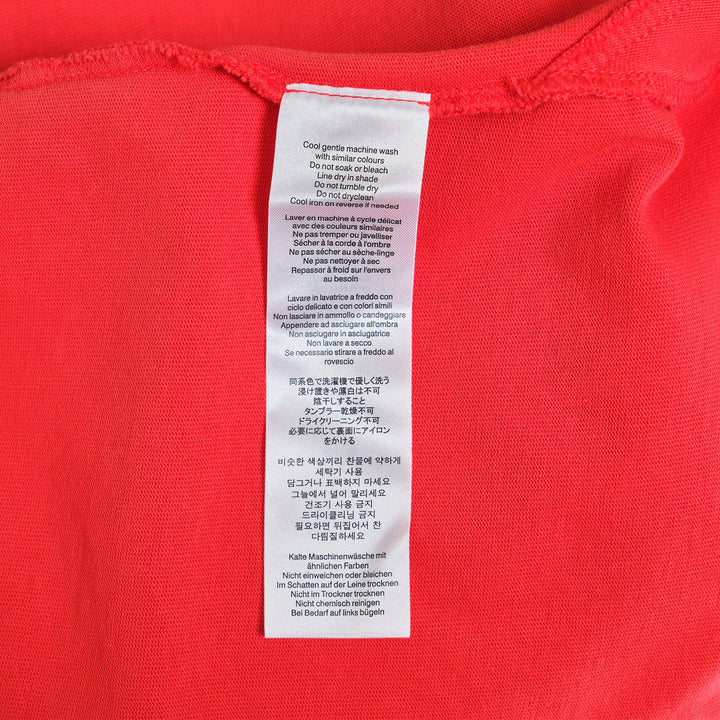 Cool gentle machine wash
with similar colours
Do not soak or bleach
Line dry in shade
Do not tumble dry
Do not dryclean
Cool iron on reverse if needed
Laver en machine à cycle délicat
avec des couleurs similaires
Ne pas tremper ou javelliser
Sécher à la corde à l'ombre
Ne pas sécher au sèche-linge
Ne pas nettoyer à sec
Repasser à froid sur l'envers
au besoin
Lavare in lavatrice a freddo con
ciclo delicato e con colori simili
Non lasciare in ammollo o candeggiare
Appendere ad asciugare all'ombra
Non asciugare in asciugatrice
Non lavare a secco
Se necessario stirare a freddo al
rovescio
同系色で洗濯機で優しく洗う
浸け置きや漂白は不可
陰干しすること
タンブラー乾燥不可
ドライクリーニング不可
必要に応じて裏面にアイロン
をかける
비슷한 색상끼리 찬물에 약하게
세탁기 사용
담그거나 표백하지 마세요
그늘에서 널어 말리세요
건조기 사용 금지
드라이클리닝 금지
필요하면 뒤집어서 찬
다림질하세요
Kalte Maschinenwäsche mit
ähnlichen Farben
Nicht einweichen oder bleichen
Im Schatten auf der Leine trocknen
Nicht im Trockner trocknen
Nicht chemisch reinigen
Bei Bedarf auf links bügeln